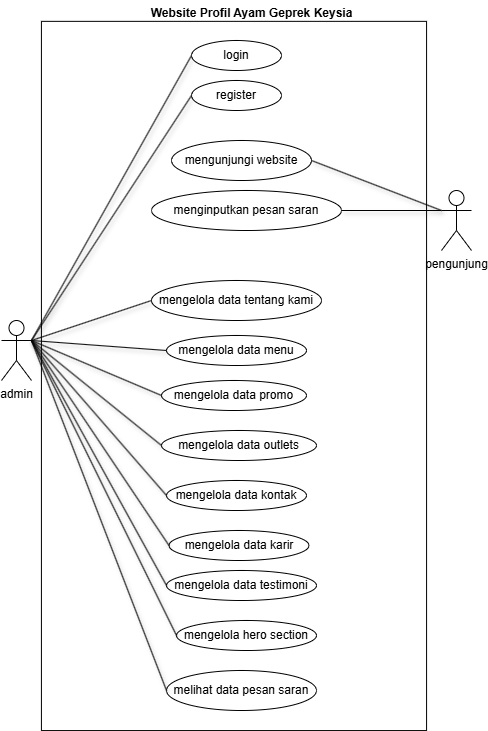 Website Profil Ayam Geprek Keysia
login
register
mengunjungi website
menginputkan pesan saran
pengunjung
mengelola data tentang kami
mengelola data menu
admin
mengelola data promo
mengelola data outlets
mengelola data kontak
mengelola data karir
mengelola data testimoni
mengelola hero section
melihat data pesan saran